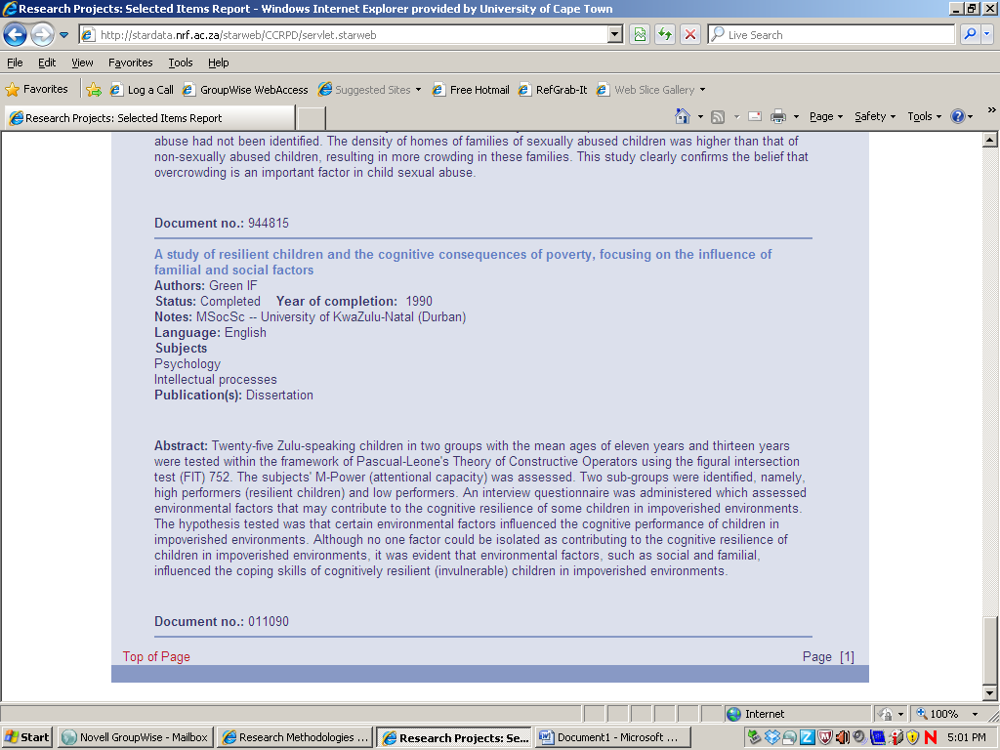 Research Projects: Selected Items Report - Windows Internet Explorer provided by University of Cape Town
http://stardata.nrf.ac.za/starweb/CCRPD/servlet.starweb
Live Search
File Edit View Favorites Tools Help
Favorites Log a Call GroupWise WebAccess Suggested Sites Free Hotmail RefGrab-It Web Slice Gallery
Research Projects: Selected Items Report
Page Safety Tools »
abuse had not been identified. The density of homes of families of sexually abused children was higher than that of
non-sexually abused children, resulting in more crowding in these families. This study clearly confirms the belief that
overcrowding is an important factor in child sexual abuse.
Document no.: 944815
A study of resilient children and the cognitive consequences of poverty, focusing on the influence of
familial and social factors
Authors: Green IF
Status: Completed Year of completion: 1990
Notes: MSocSc -- University of KwaZulu-Natal (Durban)
Language: English
Subjects
Psychology
Intellectual processes
Publication(s): Dissertation
Abstract: Twenty-five Zulu-speaking children in two groups with the mean ages of eleven years and thirteen years
were tested within the framework of Pascual-Leone's Theory of Constructive Operators using the figural intersection
test (FIT) 752. The subjects' M-Power (attentional capacity) was assessed. Two sub-groups were identified, namely,
high performers (resilient children) and low performers. An interview questionnaire was administered which assessed
environmental factors that may contribute to the cognitive resilience of some children in impoverished environments.
The hypothesis tested was that certain environmental factors influenced the cognitive performance of children in
impoverished environments. Although no one factor could be isolated as contributing to the cognitive resilience of
children in impoverished environments, it was evident that environmental factors, such as social and familial,
influenced the coping skills of cognitively resilient (invulnerable) children in impoverished environments.
Document no.: 011090
Top of Page Page [1]
Internet 100%
Start Novell GroupWise - Mailbox Research Methodologies ... Research Projects: Se... Document1 - Microsoft ... 5:01 PM